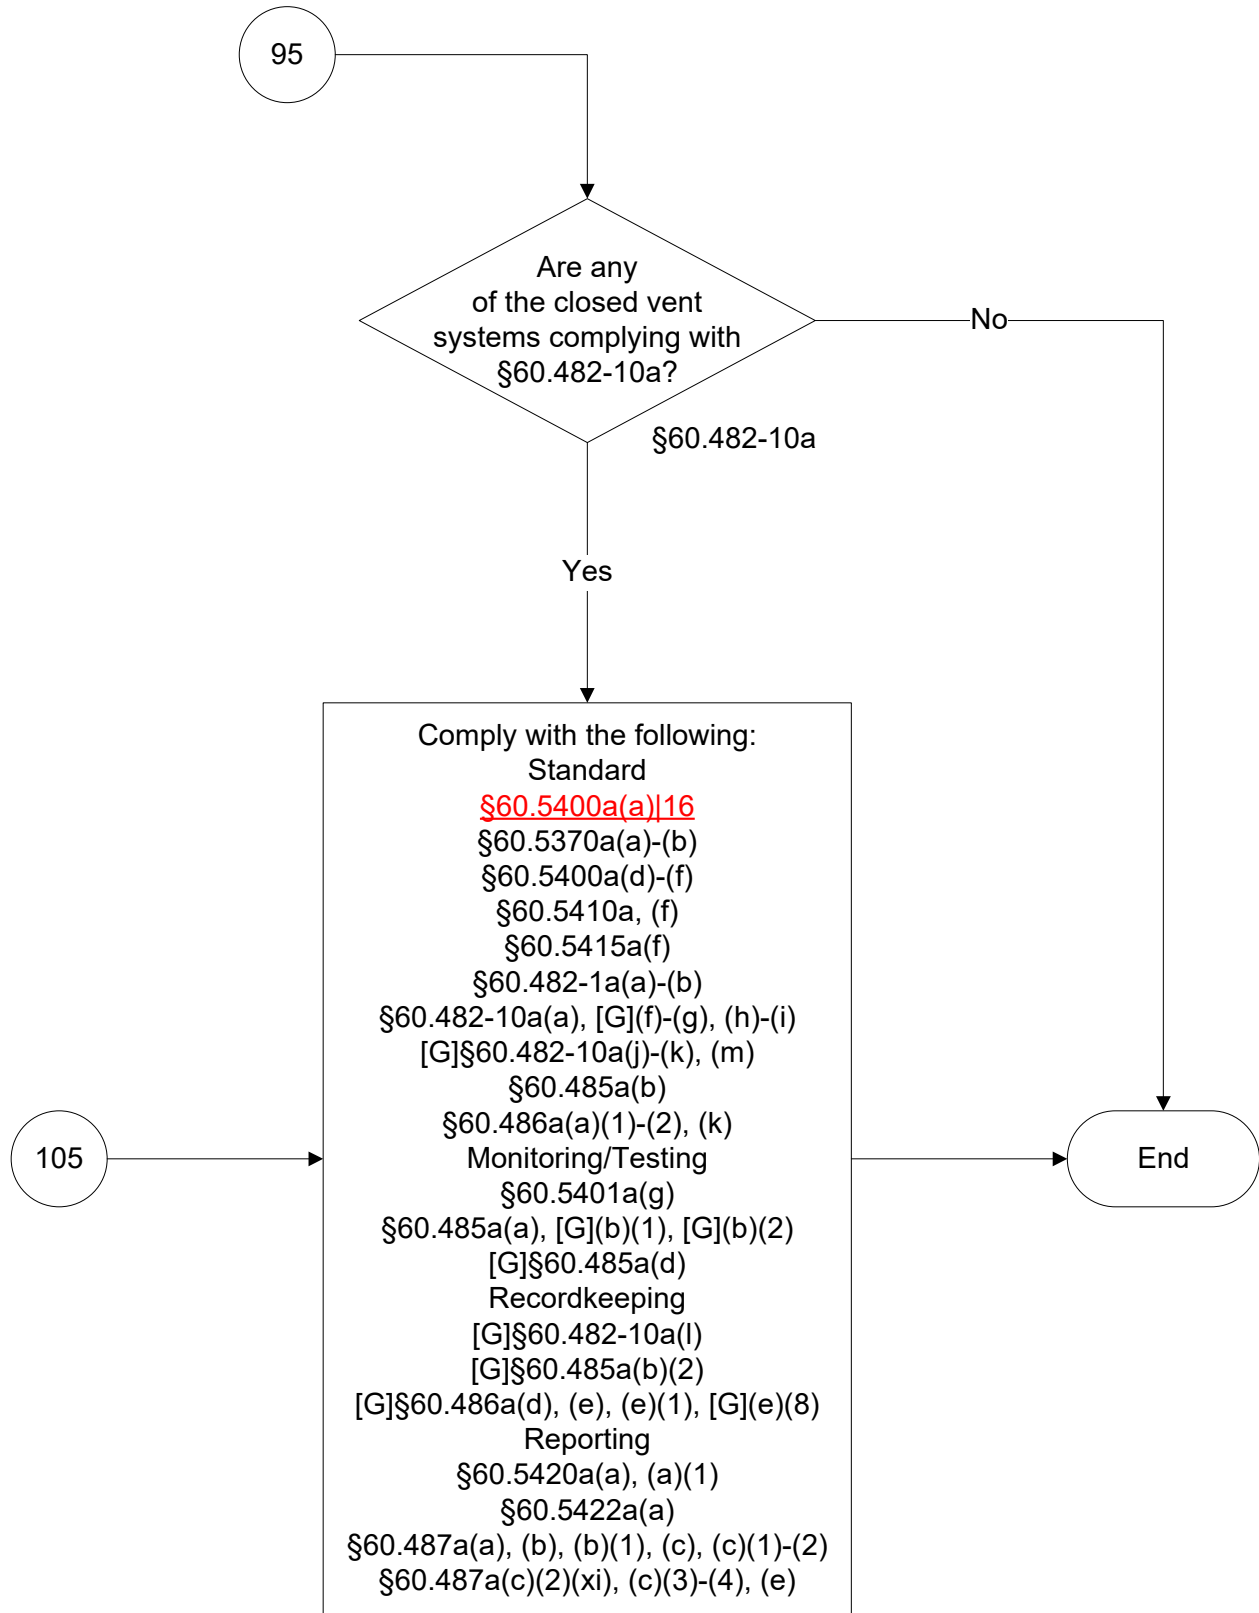 95
Are any
of the closed vent
systems complying with
§60.482-10a?
No
§60.482-10a
Yes
Comply with the following:
Standard
§60.5400a(a)|16
§60.5370a(a)-(b)
§60.5400a(d)-(f)
§60.5410a, (f)
§60.5415a(f)
§60.482-1a(a)-(b)
§60.482-10a(a), [G](f)-(g), (h)-(i)
[G]§60.482-10a(j)-(k), (m)
§60.485a(b)
§60.486a(a)(1)-(2), (k)
Monitoring/Testing
§60.5401a(g)
§60.485a(a), [G](b)(1), [G](b)(2)
[G]§60.485a(d)
Recordkeeping
[G]§60.482-10a(l)
[G]§60.485a(b)(2)
[G]§60.486a(d), (e), (e)(1), [G](e)(8)
Reporting
§60.5420a(a), (a)(1)
§60.5422a(a)
§60.487a(a), (b), (b)(1), (c), (c)(1)-(2)
§60.487a(c)(2)(xi), (c)(3)-(4), (e)
105
End